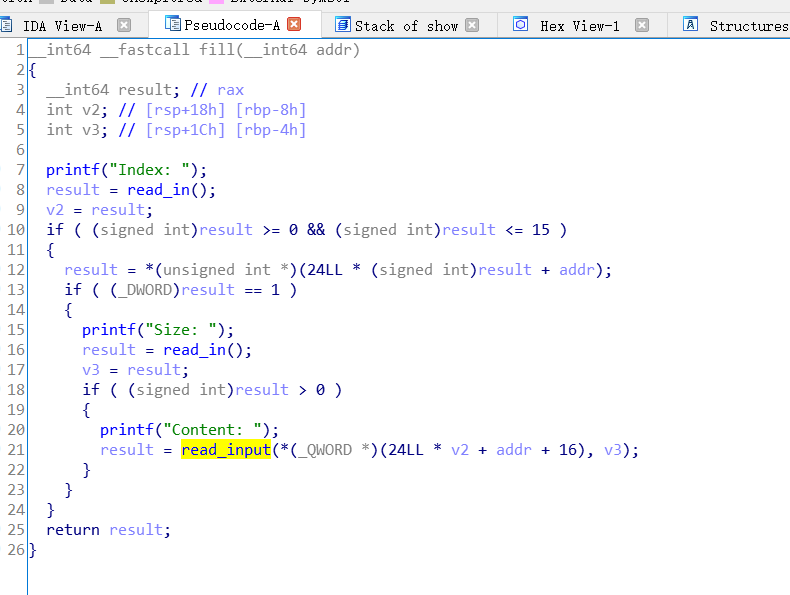 IDA View-A Pseudocode-A Stack of show Hex View-1 Structures
1 __int64 __fastcall fill(__int64 addr)
2 {
3 __int64 result; // rax
4 int v2; // [rsp+18h] [rbp-8h]
5 int v3; // [rsp+1Ch] [rbp-4h]
6
7 printf("Index: ");
8 result = read_in();
9 v2 = result;
10 if ( (signed int)result >= 0 && (signed int)result <= 15 )
11 {
12 result = *(unsigned int *)(24LL * (signed int)result + addr);
13 if ( (_DWORD)result == 1 )
14 {
15 printf("Size: ");
16 result = read_in();
17 v3 = result;
18 if ( (signed int)result > 0 )
19 {
20 printf("Content: ");
21 result = read_input(*(_QWORD *)(24LL * v2 + addr + 16), v3);
22 }
23 }
24 }
25 return result;
26 }